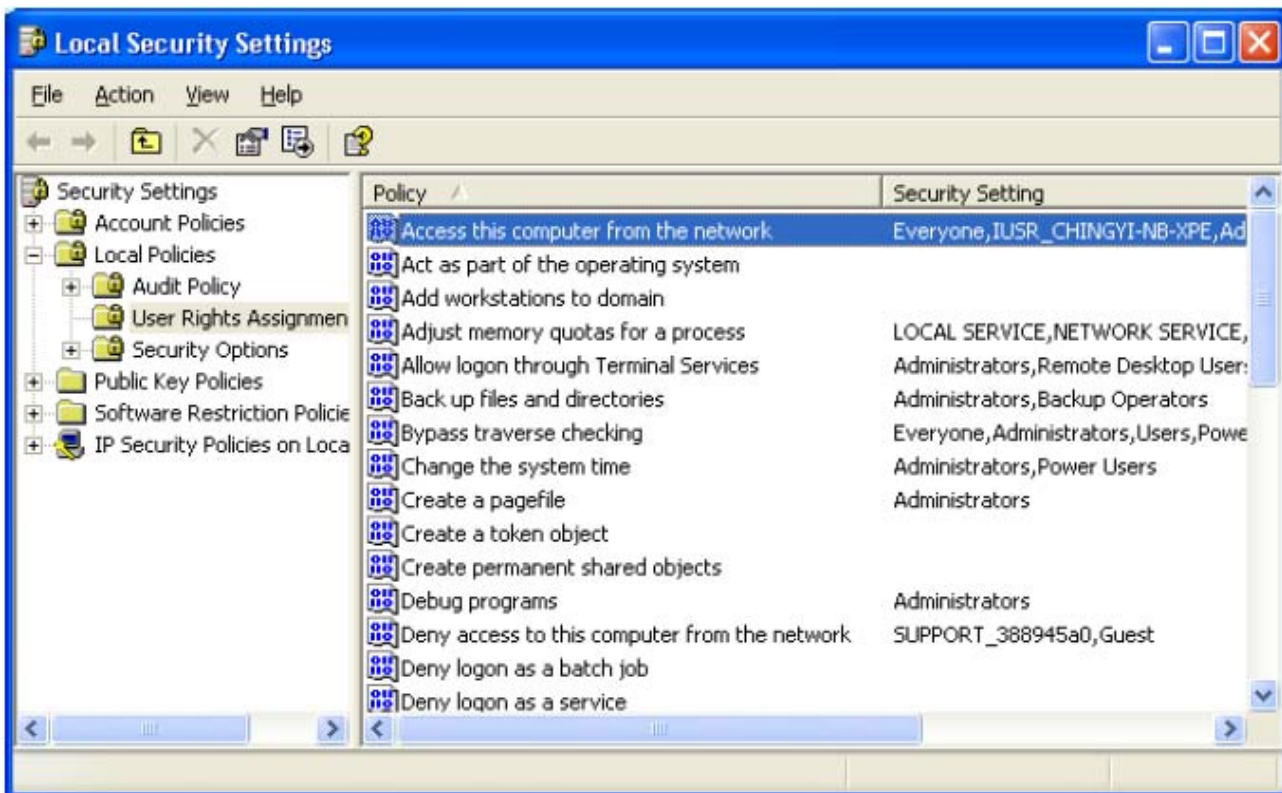 Local Security Settings
File Action View Help
Security Settings
Account Policies
Local Policies
Audit Policy
User Rights Assignmen
Security Options
Public Key Policies
Software Restriction Policie
IP Security Policies on Loca
Policy Security Setting
Access this computer from the network Everyone,IUSR_CHINGYI-NB-XPE,Ad
Act as part of the operating system
Add workstations to domain
Adjust memory quotas for a process LOCAL SERVICE,NETWORK SERVICE,
Allow logon through Terminal Services Administrators,Remote Desktop Users
Back up files and directories Administrators,Backup Operators
Bypass traverse checking Everyone,Administrators,Users,Powe
Change the system time Administrators,Power Users
Create a pagefile Administrators
Create a token object
Create permanent shared objects
Debug programs Administrators
Deny access to this computer from the network SUPPORT_388945a0,Guest
Deny logon as a batch job
Deny logon as a service